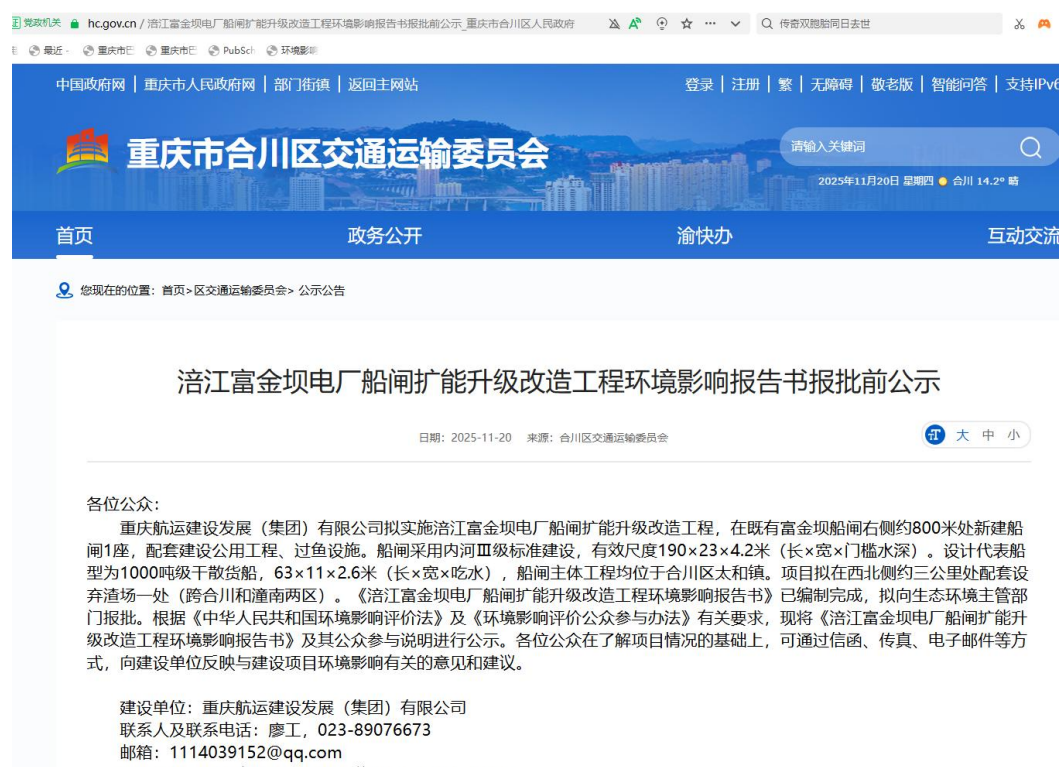 党政机关 hc.gov.cn / 涪江富金坝电厂船闸扩能升级改造工程环境影响报告书报批前公示_重庆市合川区人民政府 传奇双胞胎同日去世
最近 重庆市巴 重庆市巴 PubSch 环境影响
中国政府网 | 重庆市人民政府网 | 部门街镇 | 返回主网站 登录 | 注册 | 繁 | 无障碍 | 敬老版 | 智能问答 | 支持IPv6
重庆市合川区交通运输委员会
请输入关键词
2025年11月20日 星期四 合川 14.2° 晴
首页 政务公开 渝快办 互动交流
您现在的位置：首页>区交通运输委员会> 公示公告
涪江富金坝电厂船闸扩能升级改造工程环境影响报告书报批前公示
日期：2025-11-20 来源：合川区交通运输委员会 大 中 小
各位公众：
重庆航运建设发展（集团）有限公司拟实施涪江富金坝电厂船闸扩能升级改造工程，在既有富金坝船闸右侧约800米处新建船
闸1座，配套建设公用工程、过鱼设施。船闸采用内河Ⅲ级标准建设，有效尺度190×23×4.2米（长×宽×门槛水深）。设计代表船
型为1000吨级干散货船，63×11×2.6米（长×宽×吃水），船闸主体工程均位于合川区太和镇。项目拟在西北侧约三公里处配套设
弃渣场一处（跨合川和潼南两区）。《涪江富金坝电厂船闸扩能升级改造工程环境影响报告书》已编制完成，拟向生态环境主管部
门报批。根据《中华人民共和国环境影响评价法》及《环境影响评价公众参与办法》有关要求，现将《涪江富金坝电厂船闸扩能升
级改造工程环境影响报告书》及其公众参与说明进行公示。各位公众在了解项目情况的基础上，可通过信函、传真、电子邮件等方
式，向建设单位反映与建设项目环境影响有关的意见和建议。
建设单位：重庆航运建设发展（集团）有限公司
联系人及联系电话：廖工，023-89076673
邮箱：1114039152@qq.com